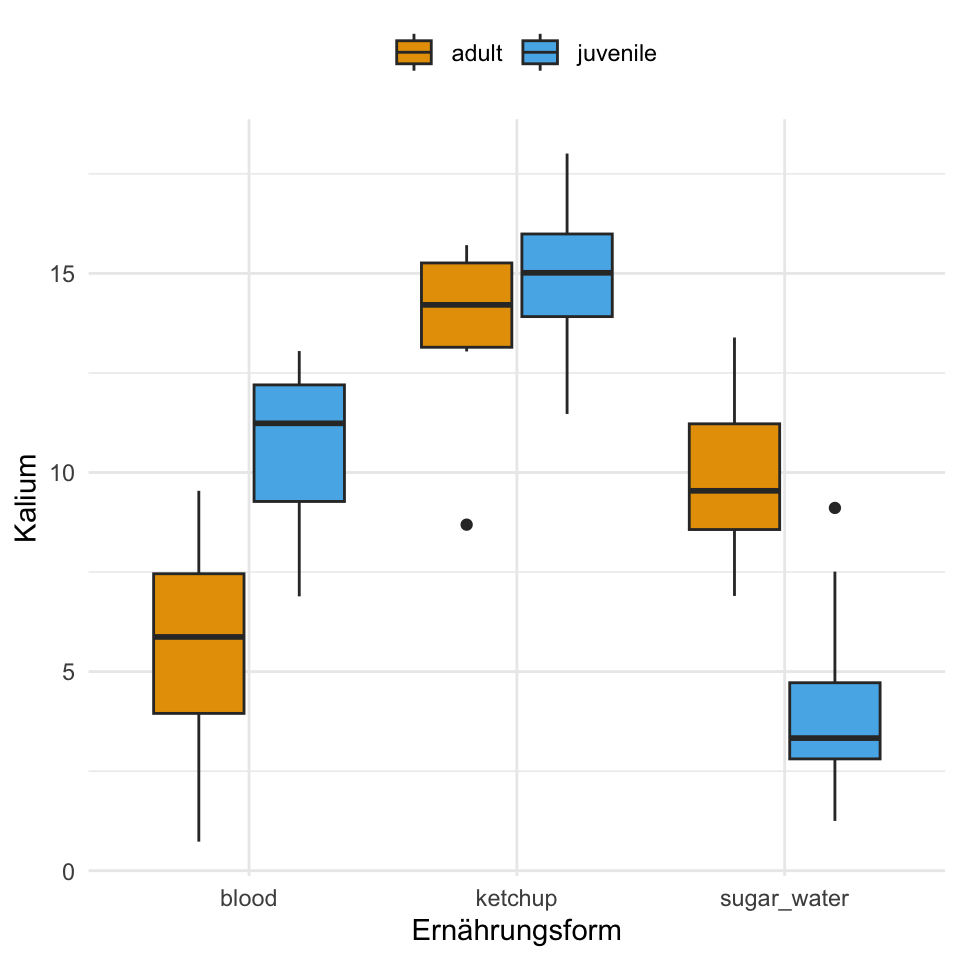 adult juvenile
Kalium
15
10
5
0
blood ketchup sugar_water
Ernährungsform